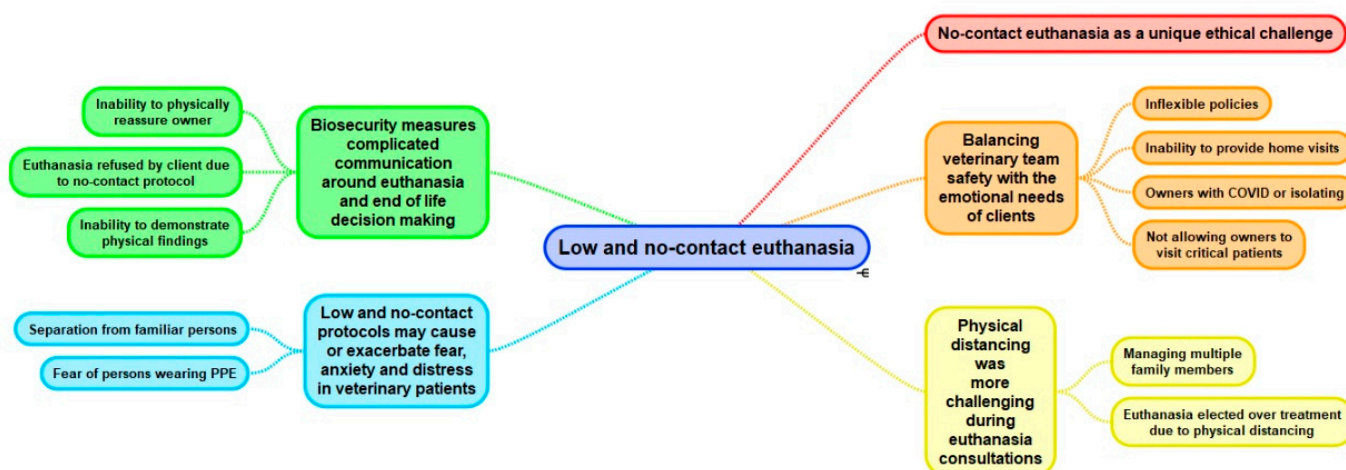 No-contact euthanasia as a unique ethical challenge
Inability to physically
reassure owner
Euthanasia refused by client due
to no-contact protocol
Inability to demonstrate
physical findings
Biosecurity measures
complicated
communication
around euthanasia
and end of life
decision making
Balancing
veterinary team
safety with the
emotional needs
of clients
Inflexible policies
Inability to provide home visits
Owners with COVID or isolating
Not allowing owners to
visit critical patients
Low and no-contact euthanasia
Separation from familiar persons
Fear of persons wearing PPE
Low and no-contact
protocols may cause
or exacerbate fear,
anxiety and distress
in veterinary patients
Physical
distancing
was
more
challenging
during
euthanasia
consultations
Managing multiple
family members
Euthanasia elected over treatment
due to physical distancing